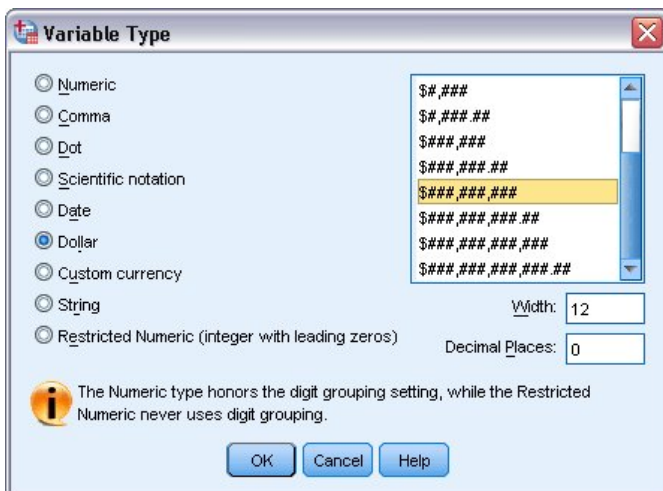 Variable Type
Numeric
Comma
Dot
Scientific notation
Date
Dollar
Custom currency
String
Restricted Numeric (integer with leading zeros)
$#,###
$#,###.##
$###,###
$###,###.##
$###,###,###
$###,###,###.##
$###,###,###,###
$###,###,###,###.##
Width: 12
Decimal Places: 0
The Numeric type honors the digit grouping setting, while the Restricted
Numeric never uses digit grouping.
OK Cancel Help